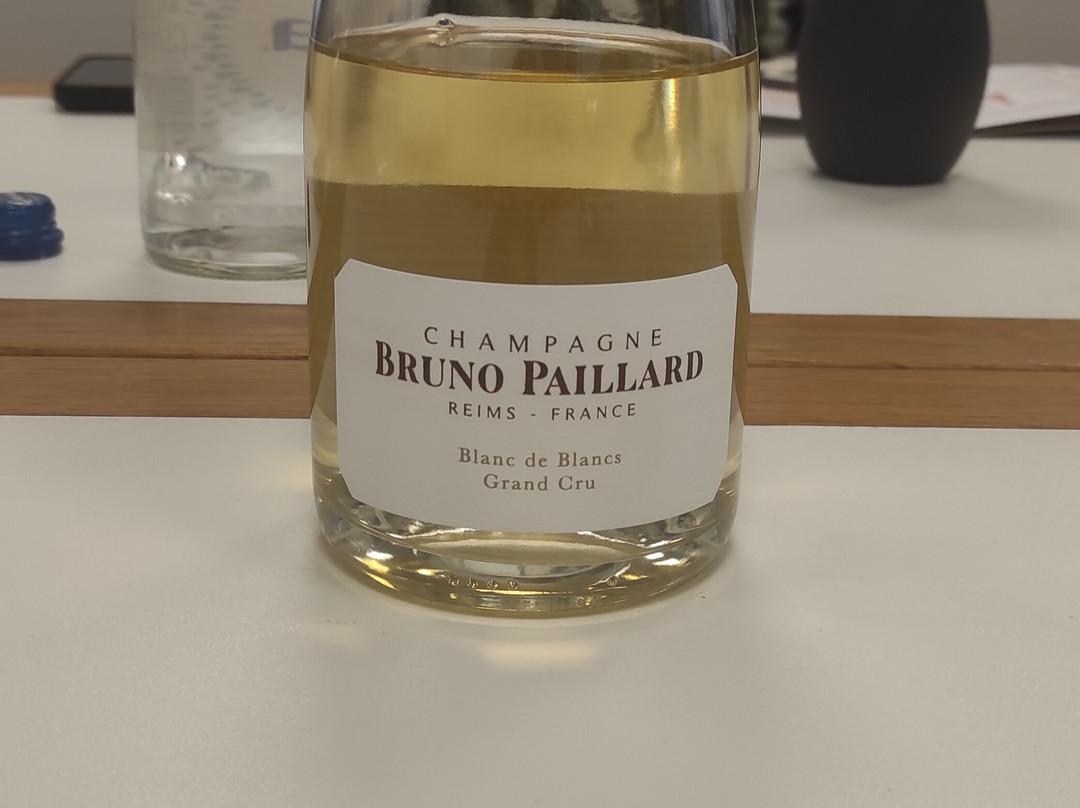 CHAMPAGNE
BRUNO PAILLARD
REIMS - FRANCE
Blanc de Blancs
Grand Cru